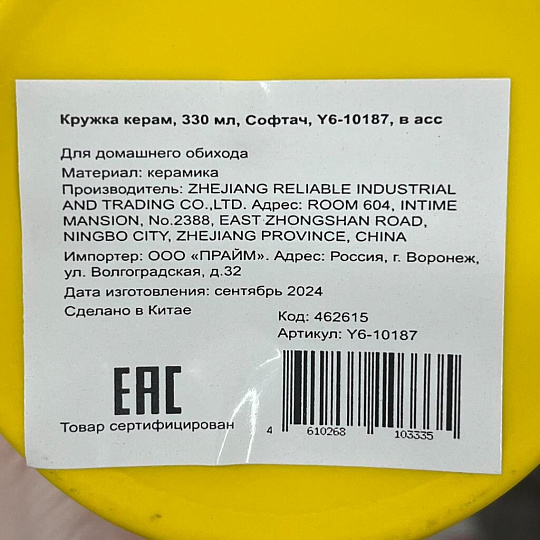 Кружка керам, 330 мл, Софтач, Y6-10187, в асс
Для домашнего обихода
Материал: керамика
Производитель: ZHEJIANG RELIABLE INDUSTRIAL
AND TRADING CO.,LTD. Адрес: ROOM 604, INTIME
MANSION, No.2388, EAST ZHONGSHAN ROAD,
NINGBO CITY, ZHEJIANG PROVINCE, CHINA
Импортер: ООО «ПРАЙМ». Адрес: Россия, г. Воронеж,
ул. Волгоградская, д.32
Дата изготовления: сентябрь 2024
Сделано в Китае
Код: 462615
Артикул: Y6-10187
EAC
Товар сертифицирован
4 610268 103335